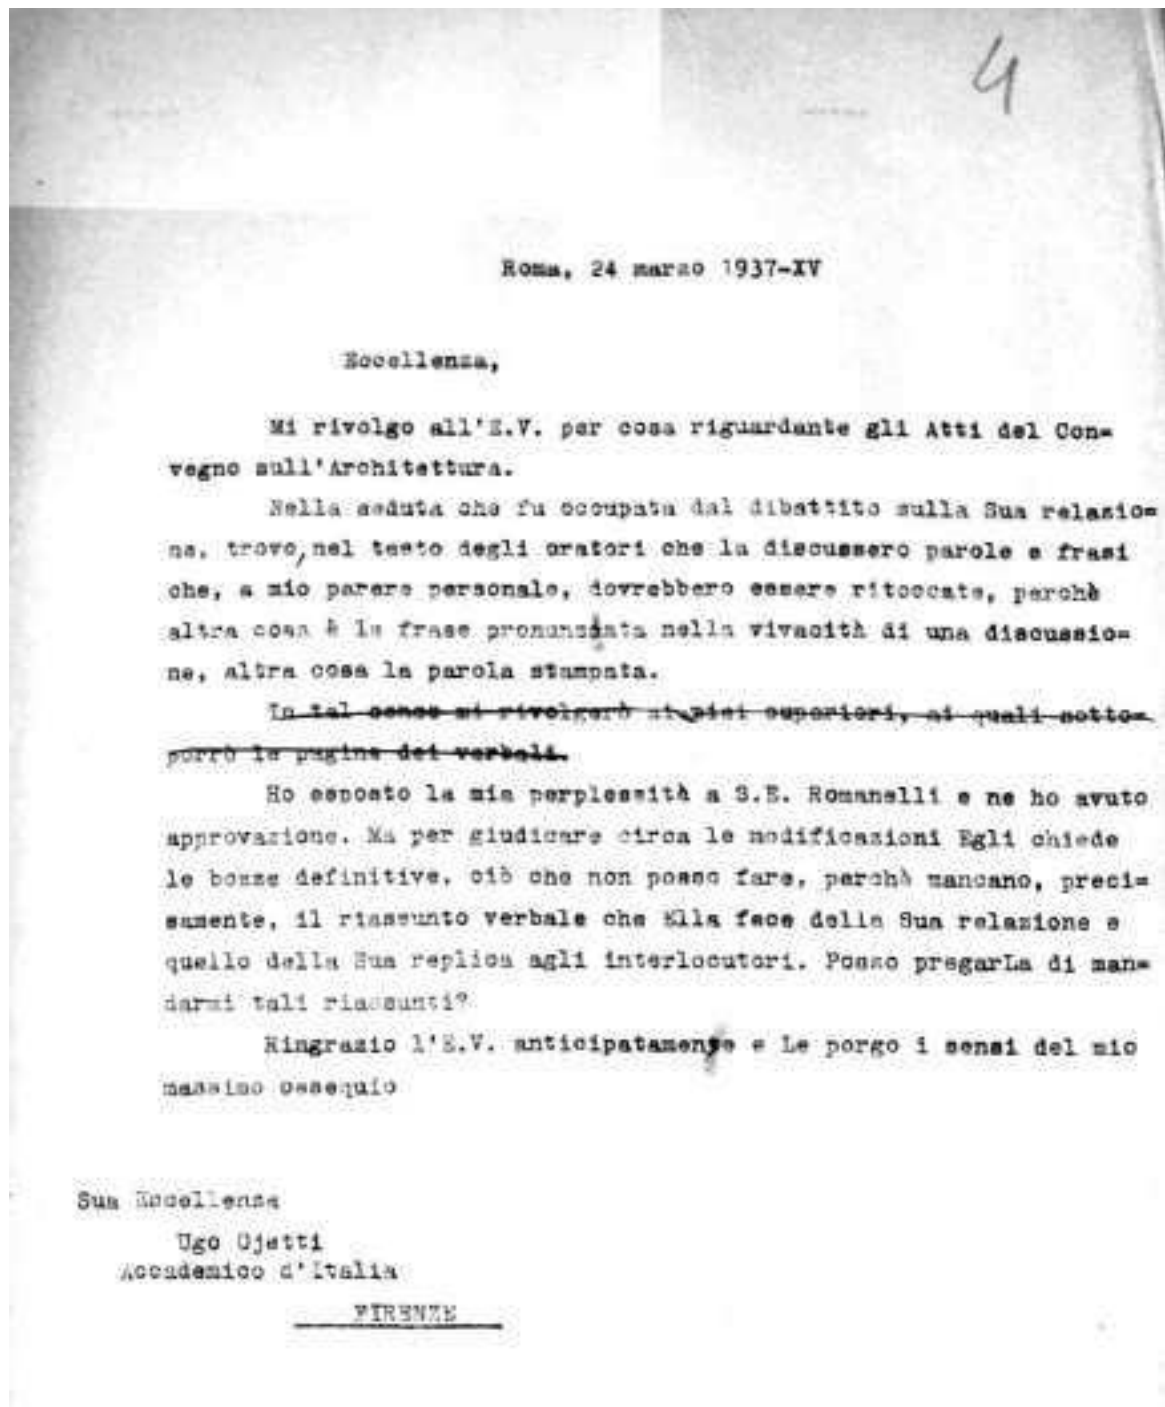 4
Roma, 24 marzo 1937-XV
Eccellenza,
Mi rivolgo all'E.V. per cosa riguardante gli Atti del Con=
vegno sull'Architettura.
Nella seduta che fu occupata dal dibattito sulla Sua relazio=
ne, trovo, nel testo degli oratori che la discussero parole e frasi
che, a mio parere personale, dovrebbero essere ritoccate, perchè
altra cosa è la frase pronunziata nella vivacità di una discussio=
ne, altra cosa la parola stampata.
In tal senso mi rivolgerò ai miei superiori, ai quali sotto=
porrò le pagine dei verbali.
Ho esposto la mia perplessità a S.E. Romanelli e ne ho avuto
approvazione. Ma per giudicare circa le modificazioni Egli chiede
le bozze definitive, ciò che non posso fare, perchè mancano, preci=
samente, il riassunto verbale che Ella fece della Sua relazione e
quello della Sua replica agli interlocutori. Posso pregarLa di man=
darmi tali riassunti?
Ringrazio l'E.V. anticipatamente e Le porgo i sensi del mio
massimo ossequio
Sua Eccellenza
Ugo Ojetti
Accademico d'Italia
FIRENZE